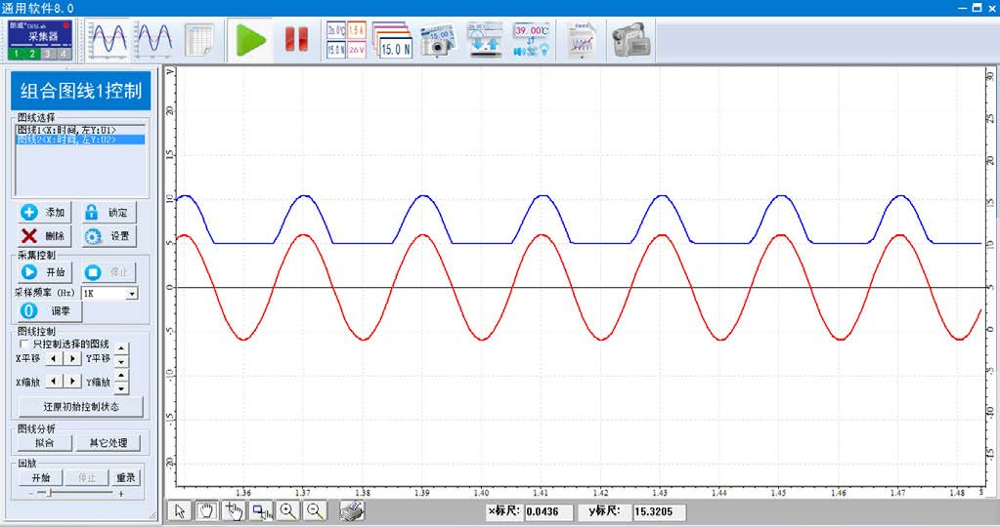 通用软件8.0
朗威®DISLab
采集器
1 2 3 4
20.0℃ 1.5A
15.0N 26V
15.0 N
15.00°
39.00℃
组合图线1控制
图线选择
图线1<X:时间,左Y:U1>
图线2<X:时间,左Y:U2>
添加 锁定
删除 设置
采集控制
开始 停止
采样频率 (Hz) 1K
调零
图线控制
只控制选择的图线
X平移 Y平移
X缩放 Y缩放
还原初始控制状态
图线分析
拟合 其它处理
回放
开始 停止 重录
- +
y
20
15
10
5
0
-5
-10
-15
-20
30
25
20
15
10
5
0
-5
-10
-15
1.36 1.37 1.38 1.39 1.40 1.41 1.42 1.43 1.44 1.45 1.46 1.47 1.48 s
x标尺: 0.0436 y标尺: 15.3205